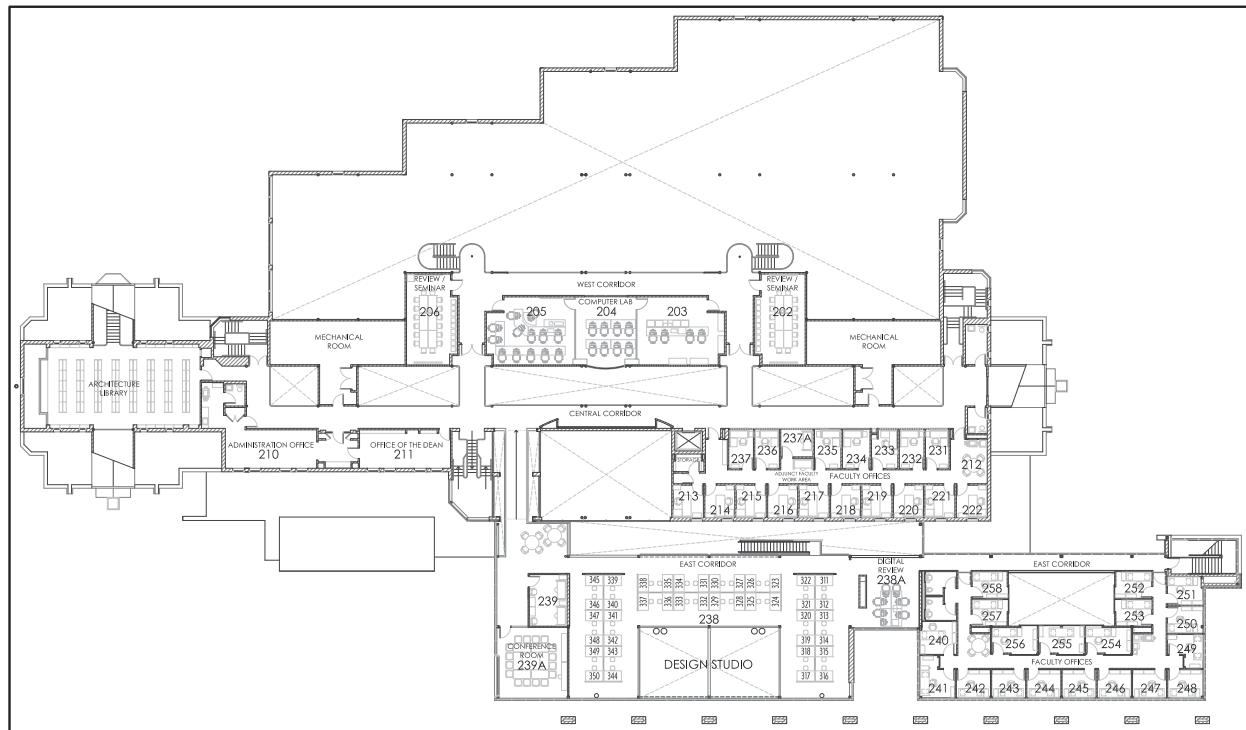 REVIEW /
SEMINAR
206
WEST CORRIDOR
REVIEW /
SEMINAR
202
COMPUTER LAB
205
204
203
MECHANICAL
ROOM
MECHANICAL
ROOM
ARCHITECTURE
LIBRARY
CENTRAL CORRIDOR
ADMINISTRATION OFFICE
210
OFFICE OF THE DEAN
211
STORAGE
237
236
237A
235
234
233
232
231
212
ADJUNCT FACULTY
WORK AREA
FACULTY OFFICES
213
214
215
216
217
218
219
220
221
222
EAST CORRIDOR
DIGITAL
REVIEW
238A
EAST CORRIDOR
239
CONFERENCE
ROOM
239A
345 339
346 340
347 341
348 342
349 343
350 344
338 335 334 331 330 327 326 323
337 336 333 332 329 328 325 324
238
DESIGN STUDIO
322 311
321 312
320 313
319 314
318 315
317 316
258
257
252
253
251
250
249
240
256
255
254
FACULTY OFFICES
241
242
243
244
245
246
247
248